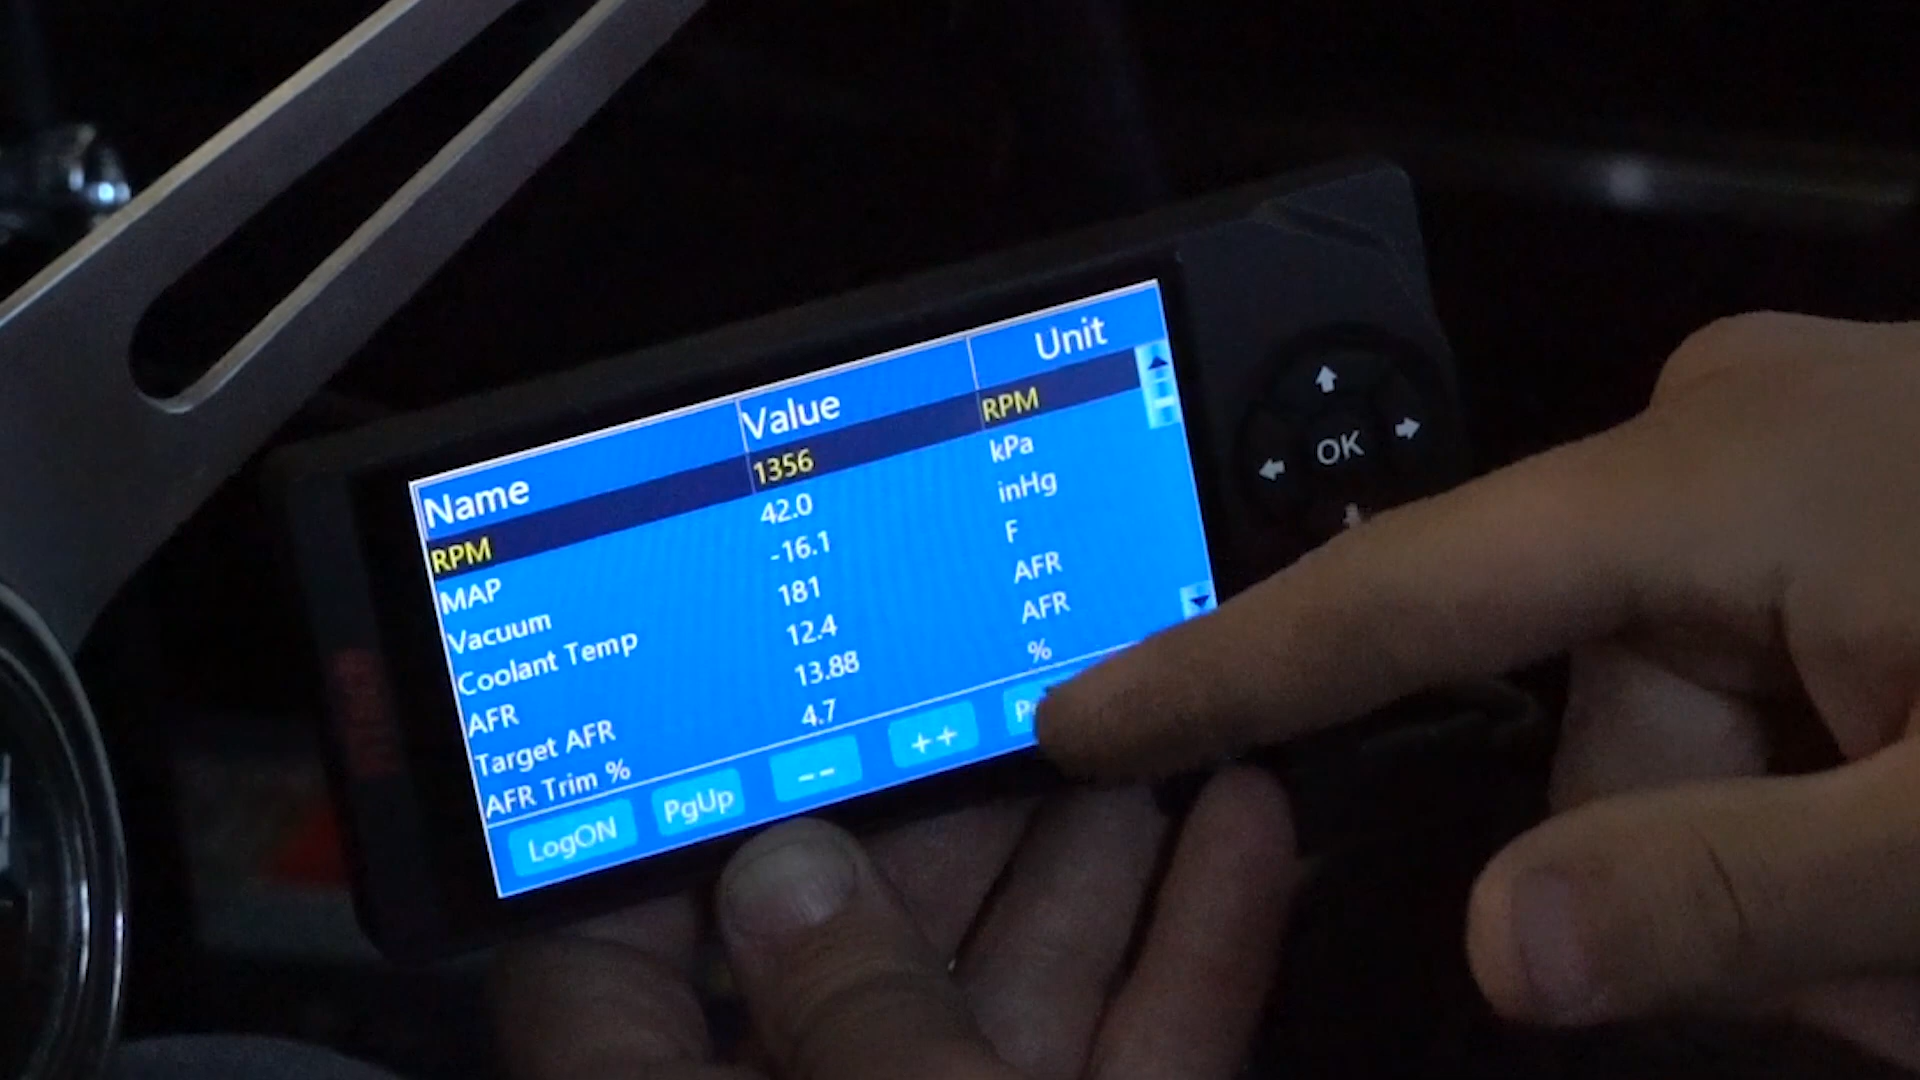 Name Value Unit
RPM 1356 RPM
MAP 42.0 kPa
Vacuum -16.1 inHg
Coolant Temp 181 F
AFR 12.4 AFR
Target AFR 13.88 AFR
AFR Trim % 4.7 %
LogON PgUp -- ++
OK